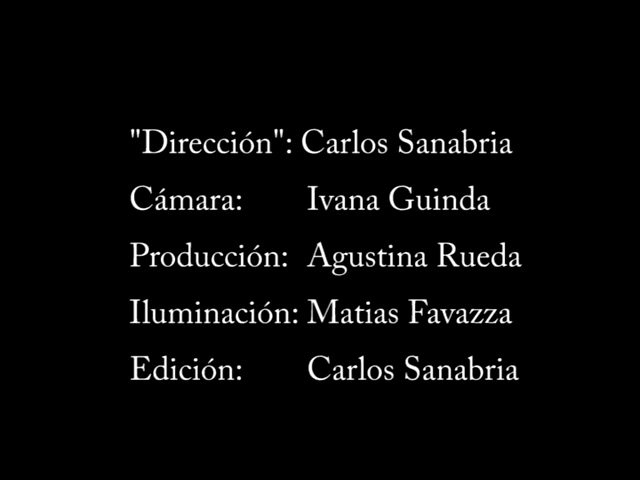 "Dirección": Carlos Sanabria
Cámara: Ivana Guinda
Producción: Agustina Rueda
Iluminación: Matias Favazza
Edición: Carlos Sanabria